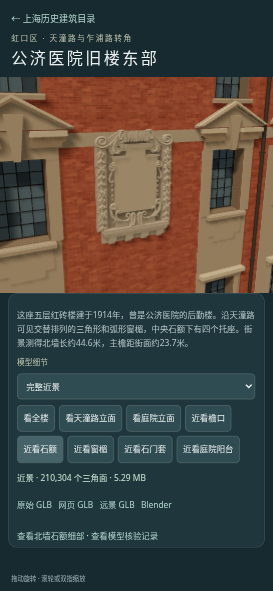 ← 上海历史建筑目录
虹口区 · 天潼路与乍浦路转角
公济医院旧楼东部
这座五层红砖楼建于1914年，曾是公济医院的后勤楼。沿天潼路
可见交替排列的三角形和弧形窗楣，中央石额下有四个托座。街
景测得北墙长约44.6米，主檐距街面约23.7米。
模型细节
完整近景
看全楼 看天潼路立面 看庭院立面 近看檐口
近看石额 近看窗楣 近看石门套 近看庭院阳台
近景 · 210,304 个三角面 · 5.29 MB
原始 GLB 网页 GLB 远景 GLB Blender
查看北墙石额细部 · 查看模型核验记录
拖动旋转 · 滚轮或双指缩放